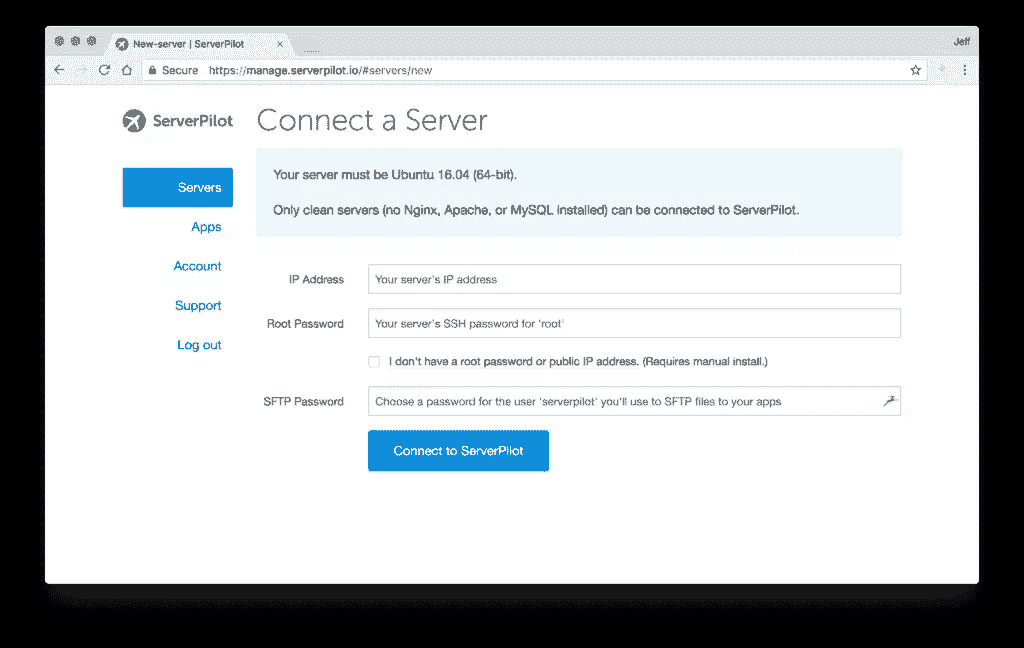 New-server | ServerPilot
Jeff
Secure https://manage.serverpilot.io/#servers/new
ServerPilot
Connect a Server
Your server must be Ubuntu 16.04 (64-bit).
Only clean servers (no Nginx, Apache, or MySQL installed) can be connected to ServerPilot.
Servers
Apps
Account
Support
Log out
IP Address
Your server's IP address
Root Password
Your server's SSH password for 'root'
I don't have a root password or public IP address. (Requires manual install.)
SFTP Password
Choose a password for the user 'serverpilot' you'll use to SFTP files to your apps
Connect to ServerPilot